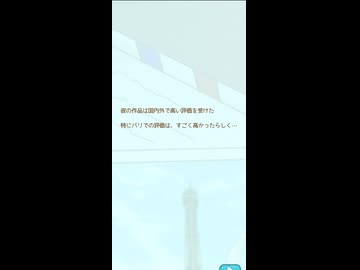 彼の作品は国内外で高い評価を受けた
特にパリでの評価は、すごく高かったらしく…